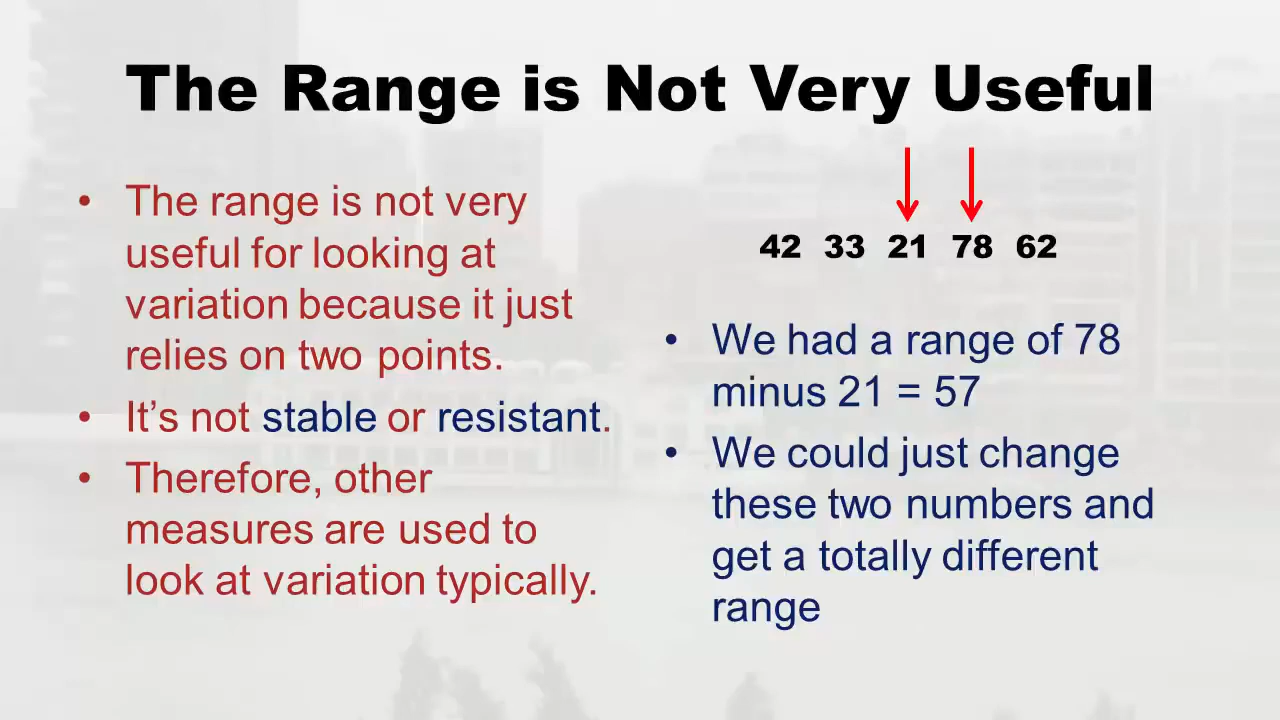 The Range is Not Very Useful
• The range is not very
useful for looking at
variation because it just
relies on two points.
• It’s not stable or resistant.
• Therefore, other
measures are used to
look at variation typically.
42 33 21 78 62
• We had a range of 78
minus 21 = 57
• We could just change
these two numbers and
get a totally different
range